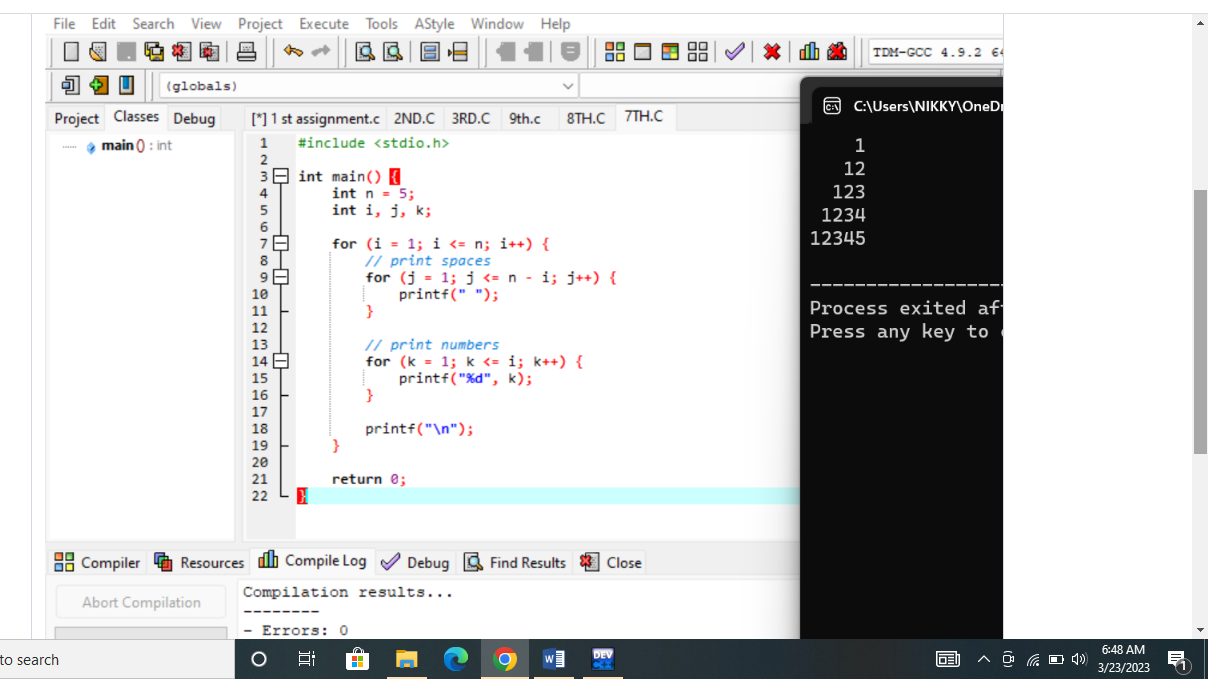 File Edit Search View Project Execute Tools AStyle Window Help
TDM-GCC 4.9.2 64
(globals)
Project Classes Debug
[*] 1 st assignment.c 2ND.C 3RD.C 9th.c 8TH.C 7TH.C
main () : int
1 #include <stdio.h>
2
3 int main() {
4 int n = 5;
5 int i, j, k;
6
7 for (i = 1; i <= n; i++) {
8 // print spaces
9 for (j = 1; j <= n - i; j++) {
10 printf(" ");
11 }
12
13 // print numbers
14 for (k = 1; k <= i; k++) {
15 printf("%d", k);
16 }
17
18 printf("\n");
19 }
20
21 return 0;
22 }
C:\Users\NIKKY\OneDr
1
12
123
1234
12345
--------------------
Process exited af
Press any key to
Compiler Resources Compile Log Debug Find Results Close
Abort Compilation
Compilation results...
--------
- Errors: 0
to search
W
DEV
6:48 AM
3/23/2023
1